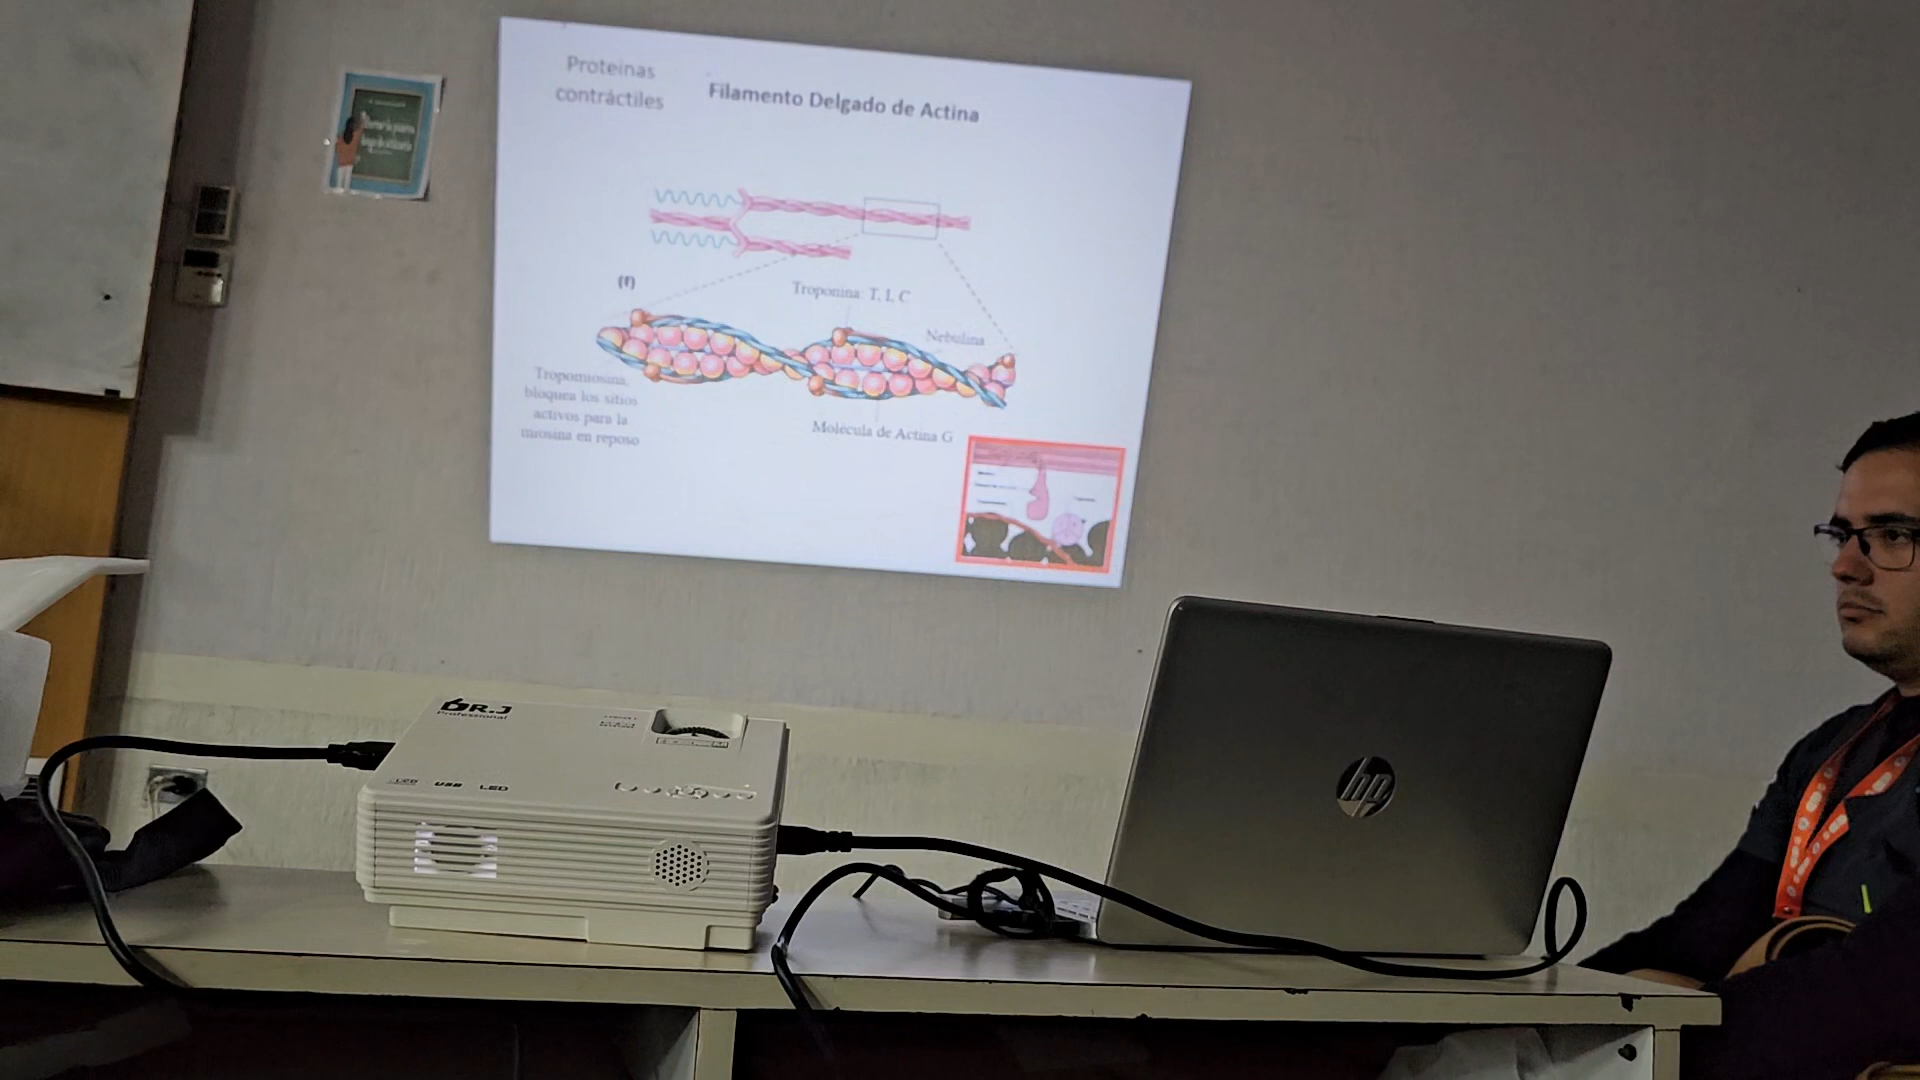 Proteinas
contráctiles
Filamento Delgado de Actina
(f)
Troponina: T, I, C
Nebulina
Tropomiosina,
bloquea los sitios
activos para la
miosina en reposo
Molécula de Actina G
DR.J
Professional
USB
LED
hp